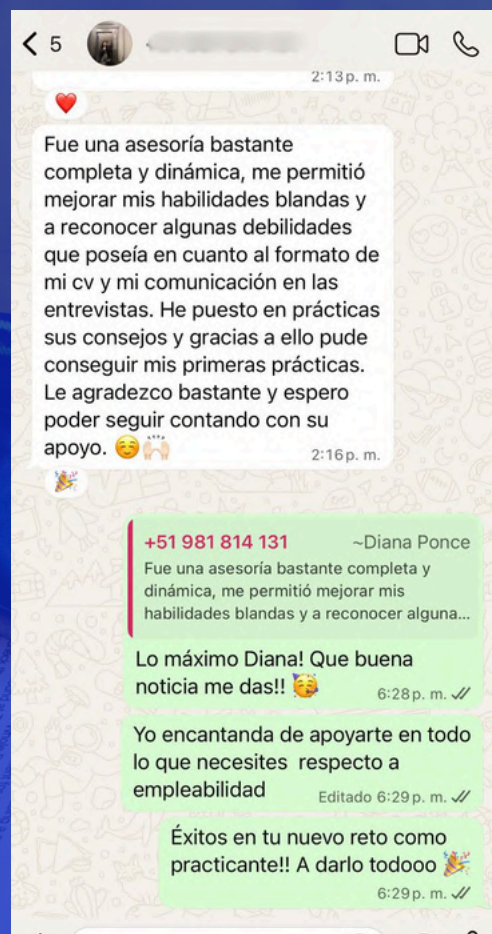 5
2:13 p. m.
Fue una asesoría bastante
completa y dinámica, me permitió
mejorar mis habilidades blandas y
a reconocer algunas debilidades
que poseía en cuanto al formato de
mi cv y mi comunicación en las
entrevistas. He puesto en prácticas
sus consejos y gracias a ello pude
conseguir mis primeras prácticas.
Le agradezco bastante y espero
poder seguir contando con su
apoyo. ☺️🙌🏻 2:16 p. m.
+51 981 814 131 ~Diana Ponce
Fue una asesoría bastante completa y
dinámica, me permitió mejorar mis
habilidades blandas y a reconocer alguna...
Lo máximo Diana! Que buena
noticia me das!! 🥳 6:28 p. m.
Yo encantanda de apoyarte en todo
lo que necesites respecto a
empleabilidad Editado 6:29 p. m.
Éxitos en tu nuevo reto como
practicante!! A darlo todooo 🎉
6:29 p. m.